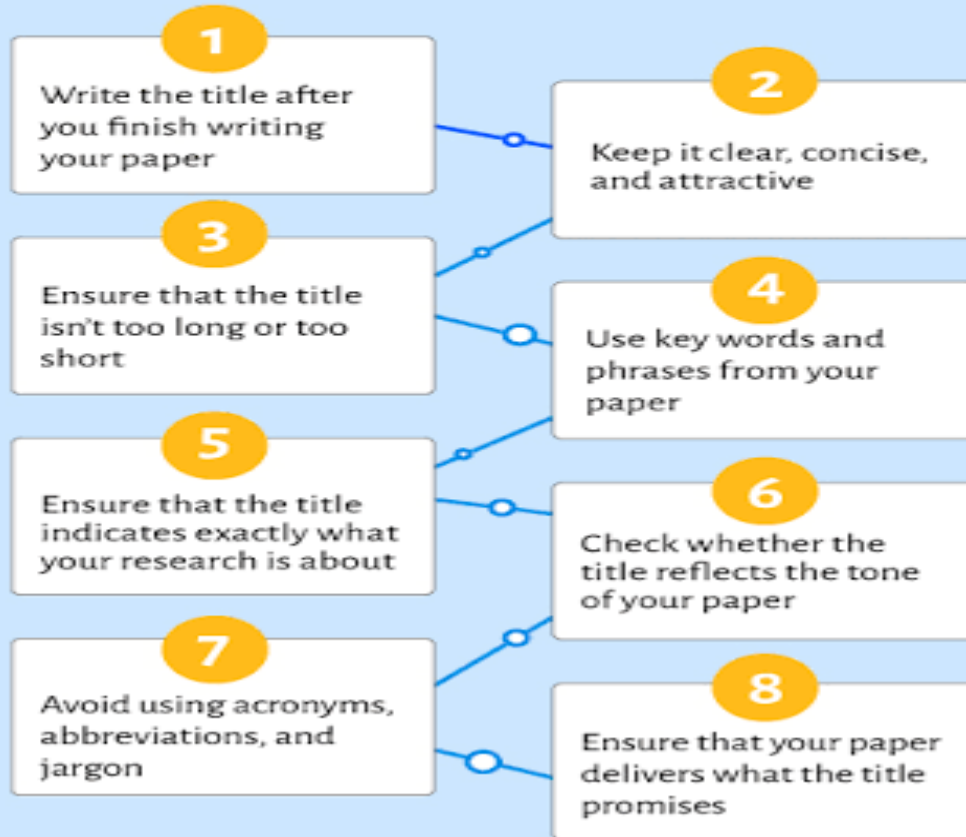 1
Write the title after
you finish writing
your paper
2
Keep it clear, concise,
and attractive
3
Ensure that the title
isn't too long or too
short
4
Use key words and
phrases from your
paper
5
Ensure that the title
indicates exactly what
your research is about
6
Check whether the
title reflects the tone
of your paper
7
Avoid using acronyms,
abbreviations, and
jargon
8
Ensure that your paper
delivers what the title
promises